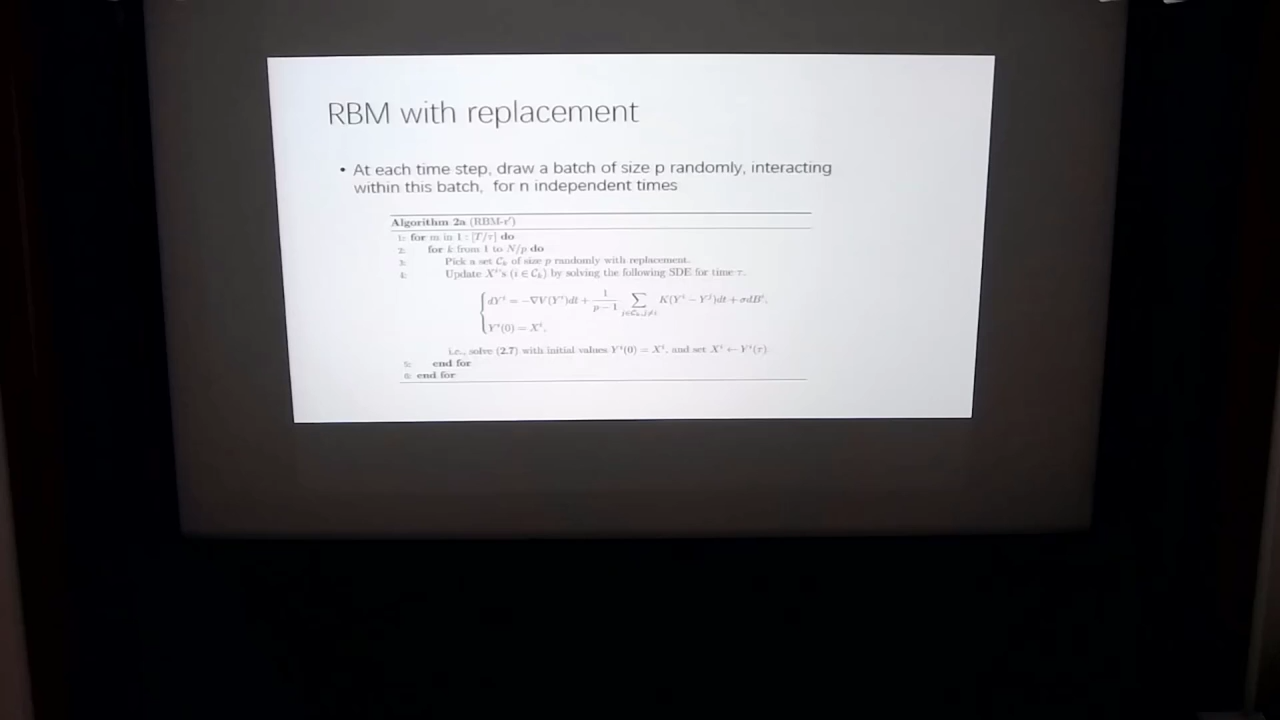 RBM with replacement
• At each time step, draw a batch of size p randomly, interacting
within this batch, for n independent times
Algorithm 2a (RBM-r')
1: for m in 1 : [T/τ] do
2: for k from 1 to N/p do
3: Pick a set C_k of size p randomly with replacement.
4: Update X^i's (i ∈ C_k) by solving the following SDE for time τ.
{ dY^i = −∇V(Y^i)dt + 1/(p−1) ∑_{j∈C_k,j≠i} K(Y^i − Y^j)dt + σdB^i,
Y^i(0) = X^i,
i.e., solve (2.7) with initial values Y^i(0) = X^i, and set X^i ← Y^i(τ)
5: end for
6: end for